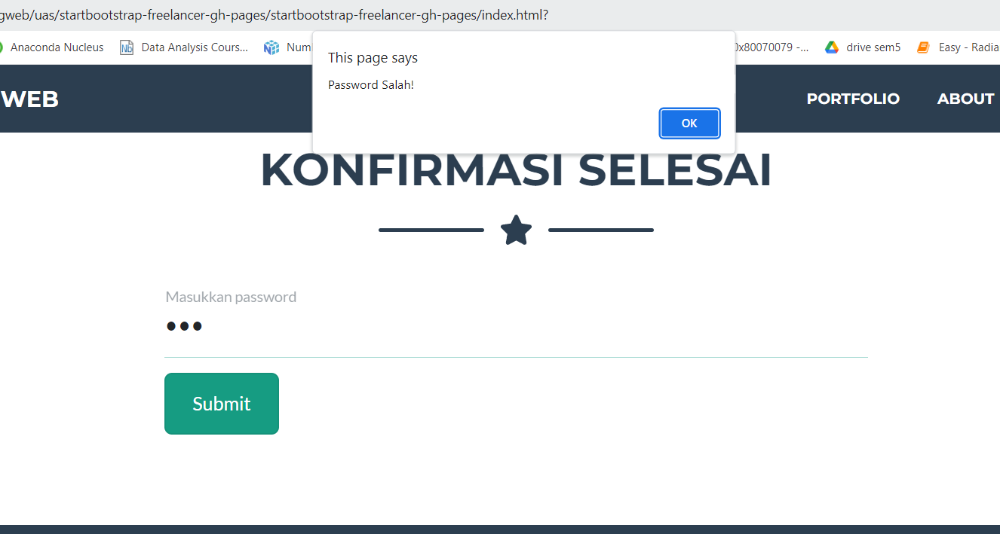 gweb/uas/startbootstrap-freelancer-gh-pages/startbootstrap-freelancer-gh-pages/index.html?
Anaconda Nucleus Data Analysis Cours... Num 0x80070079 -... drive sem5 Easy - Radia
This page says
Password Salah!
OK
WEB PORTFOLIO ABOUT
KONFIRMASI SELESAI
Masukkan password
Submit